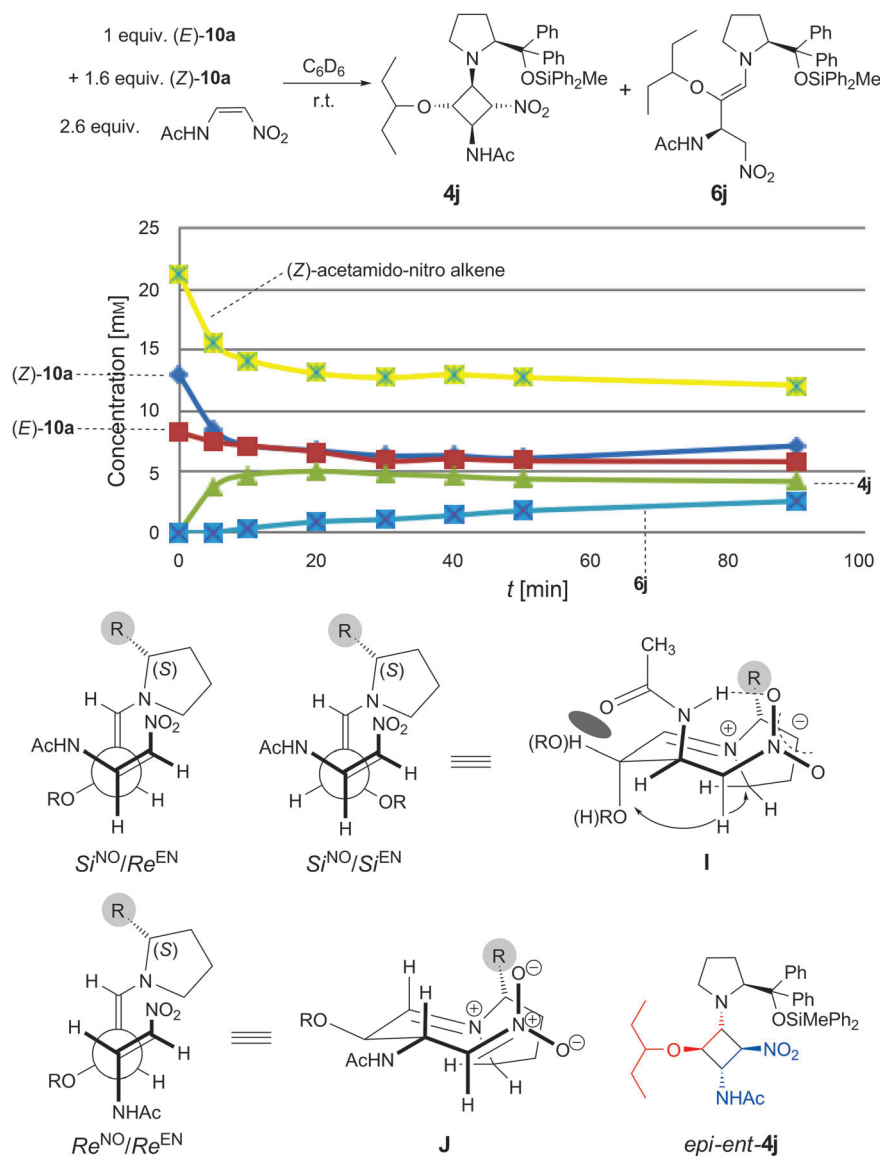 1 equiv. (E)-10a
+ 1.6 equiv. (Z)-10a
2.6 equiv.
AcHN
NO2
C6D6
r.t.
N
Ph
Ph
OSiPh2Me
O
NO2
NHAc
4j
+
N
Ph
Ph
OSiPh2Me
O
AcHN
NO2
6j
Concentration [mM]
25
20
15
10
5
0
(Z)-acetamido-nitro alkene
(Z)-10a
(E)-10a
4j
6j
0
20
40
60
80
100
t [min]
R
(S)
H
N
NO2
AcHN
H
RO
H
H
SiNO/ReEN
R
(S)
H
N
NO2
AcHN
H
H
OR
H
SiNO/SiEN
CH3
O
N
H
R
O
(RO)H
N
+
N
−
O
H
H
H
H
(H)RO
I
R
(S)
H
N
NO2
H
H
RO
H
NHAc
ReNO/ReEN
H
H
R
O−
RO
N
+
N
+
AcHN
O−
H
H
H
J
N
Ph
Ph
OSiMePh2
O
NO2
NHAc
epi-ent-4j